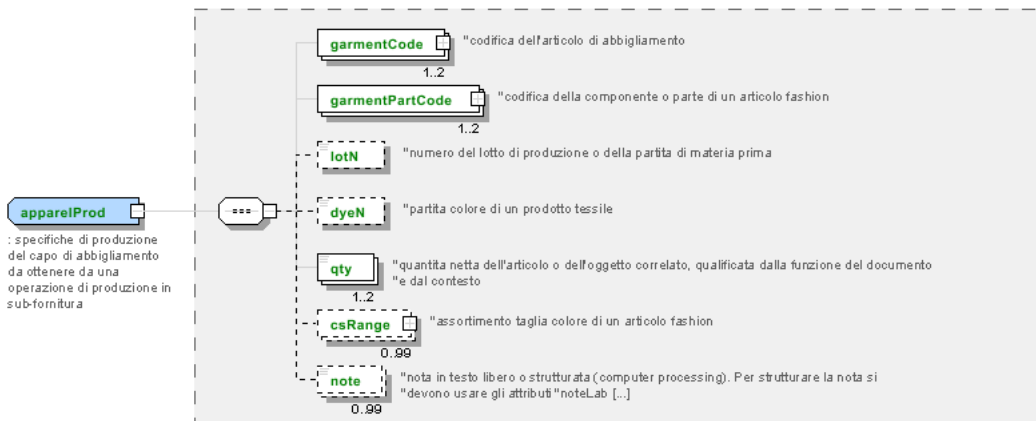 garmentCode
"codifica dell'articolo di abbigliamento
1..2
garmentPartCode
"codifica della componente o parte di un articolo fashion
1..2
lotN
"numero del lotto di produzione o della partita di materia prima
apparelProd
: specifiche di produzione
del capo di abbigliamento
da ottenere da una
operazione di produzione in
sub-fornitura
dyeN
"partita colore di un prodotto tessile
qty
"quantita netta dell'articolo o dell'oggetto correlato, qualificata dalla funzione del documento
"e dal contesto
1..2
csRange
"assortimento taglia colore di un articolo fashion
0..99
note
"nota in testo libero o strutturata (computer processing). Per strutturare la nota si
"devono usare gli attributi "noteLab [...]
0..99